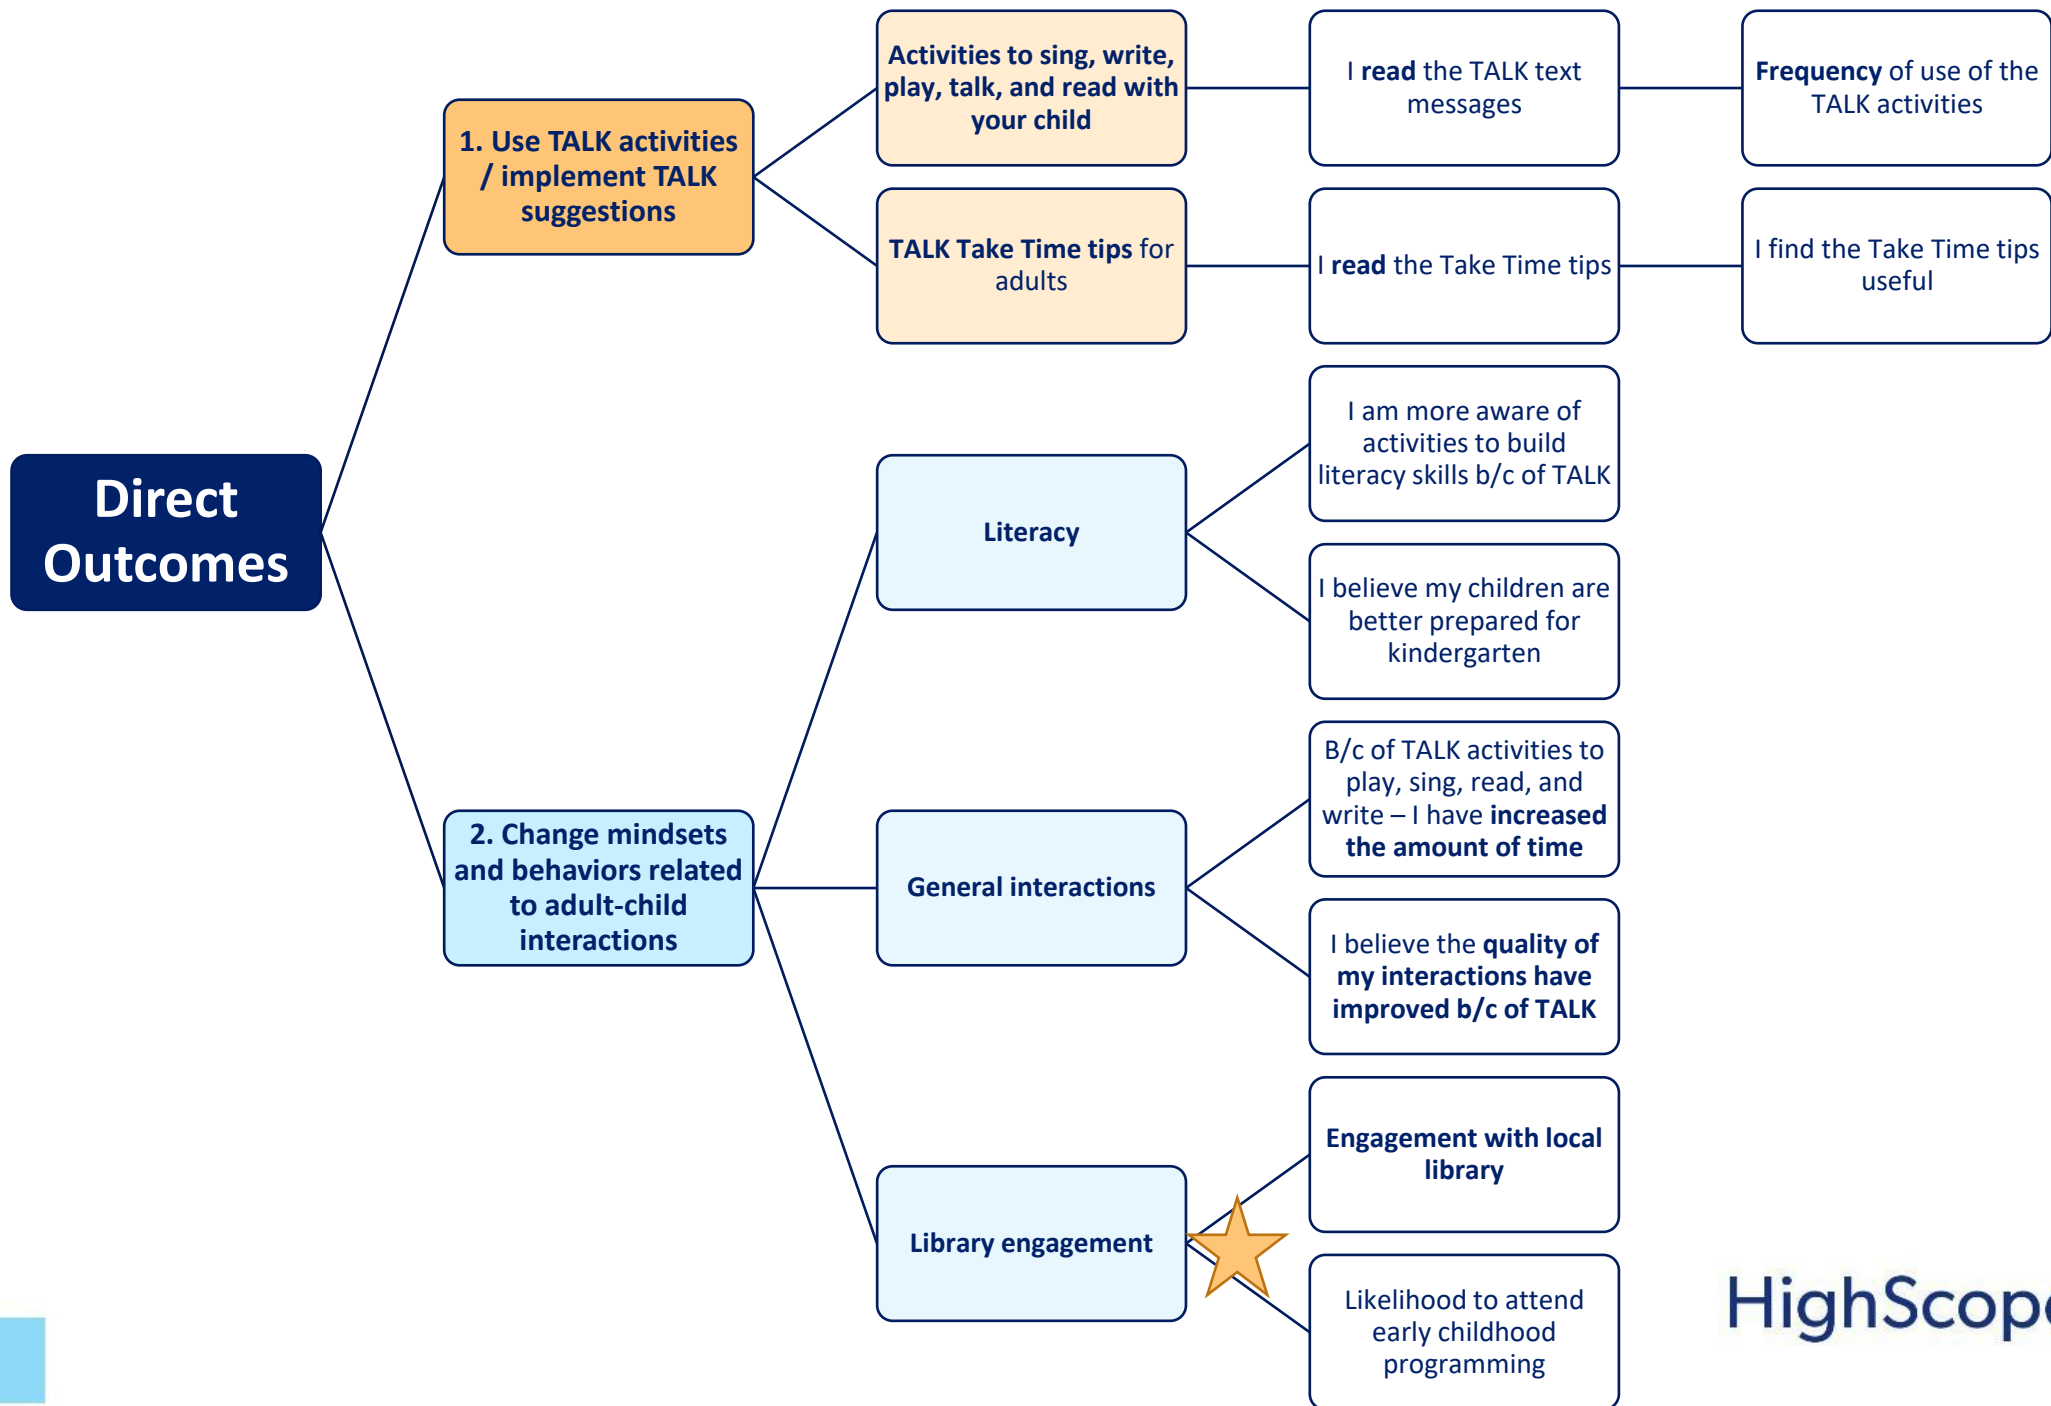 Direct
Outcomes
1. Use TALK activities
/ implement TALK
suggestions
Activities to sing, write,
play, talk, and read with
your child
I read the TALK text
messages
Frequency of use of the
TALK activities
TALK Take Time tips for
adults
I read the Take Time tips
I find the Take Time tips
useful
2. Change mindsets
and behaviors related
to adult-child
interactions
Literacy
I am more aware of
activities to build
literacy skills b/c of TALK
I believe my children are
better prepared for
kindergarten
General interactions
B/c of TALK activities to
play, sing, read, and
write – I have increased
the amount of time
I believe the quality of
my interactions have
improved b/c of TALK
Library engagement
Engagement with local
library
Likelihood to attend
early childhood
programming
HighScope